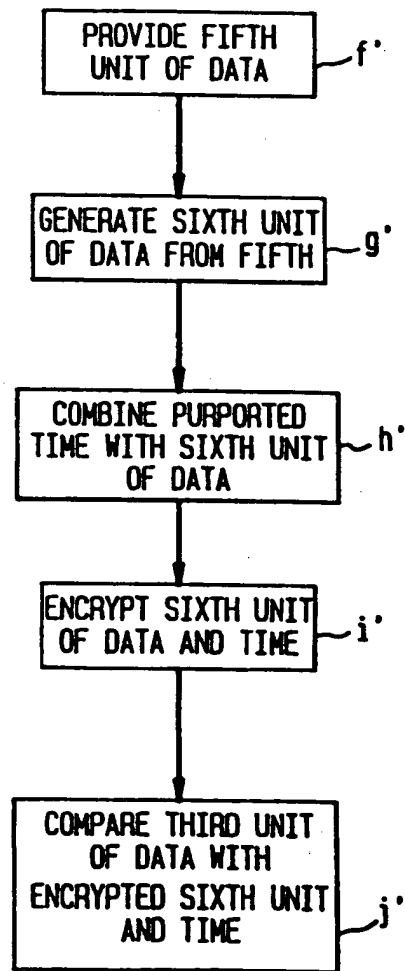 PROVIDE FIFTH
UNIT OF DATA
f'
GENERATE SIXTH UNIT
OF DATA FROM FIFTH
g'
COMBINE PURPORTED
TIME WITH SIXTH UNIT
OF DATA
h'
ENCRYPT SIXTH UNIT
OF DATA AND TIME
i'
COMPARE THIRD UNIT
OF DATA WITH
ENCRYPTED SIXTH UNIT
AND TIME
j'